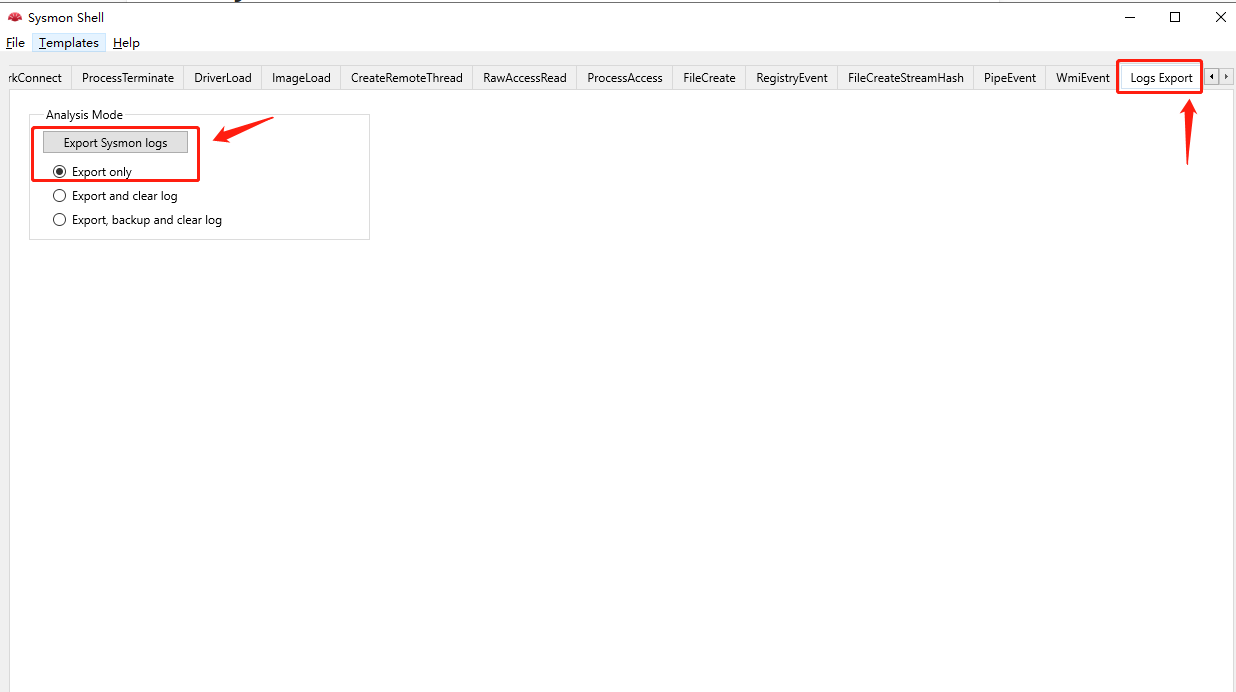 Sysmon Shell
File Templates Help
rkConnect ProcessTerminate DriverLoad ImageLoad CreateRemoteThread RawAccessRead ProcessAccess FileCreate RegistryEvent FileCreateStreamHash PipeEvent WmiEvent Logs Export
Analysis Mode
Export Sysmon logs
Export only
Export and clear log
Export, backup and clear log